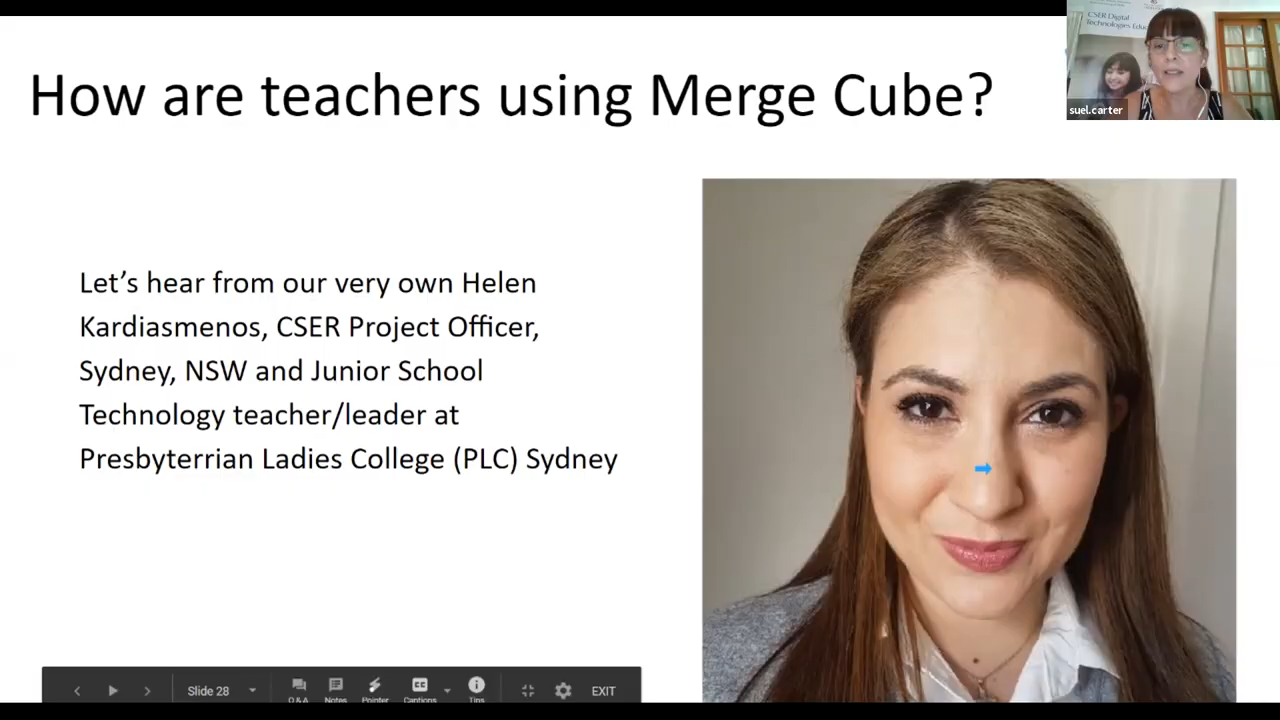 How are teachers using Merge Cube?
CSER Digital
Technologies
suel.carter
Let’s hear from our very own Helen
Kardiasmenos, CSER Project Officer,
Sydney, NSW and Junior School
Technology teacher/leader at
Presbyterrian Ladies College (PLC) Sydney
Slide 28
Q & A
Notes
Pointer
Captions
Tips
EXIT